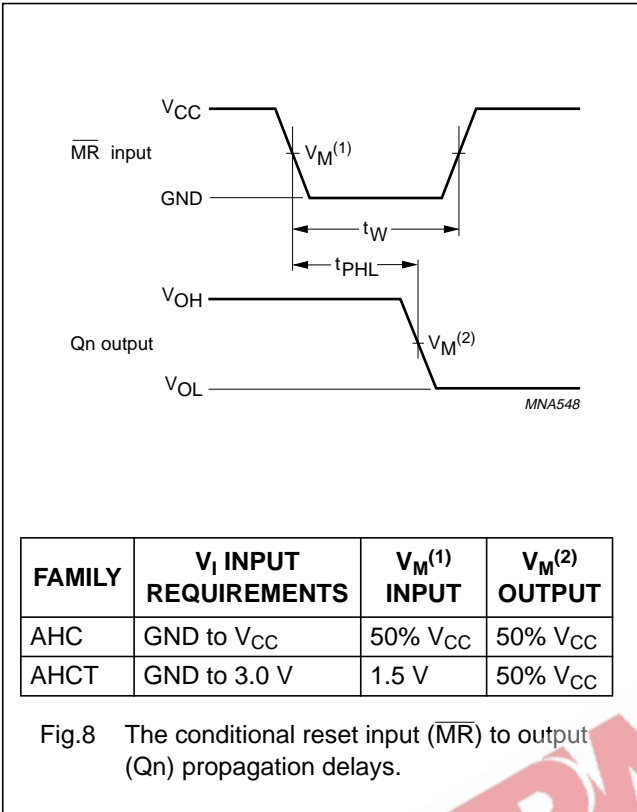 VCC
MR input
VM(1)
GND
tW
tPHL
VOH
Qn output
VM(2)
VOL
MNA548
FAMILY VI INPUT REQUIREMENTS VM(1) INPUT VM(2) OUTPUT
AHC GND to VCC 50% VCC 50% VCC
AHCT GND to 3.0 V 1.5 V 50% VCC
Fig.8 The conditional reset input (MR) to output
(Qn) propagation delays.